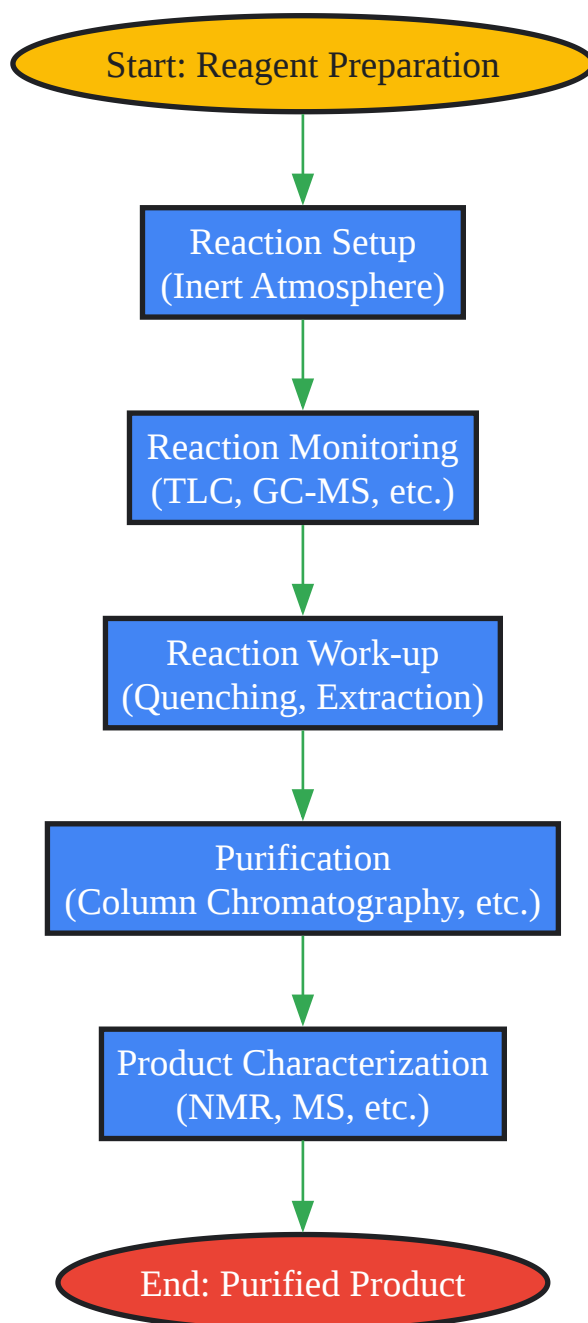 Start: Reagent Preparation
Reaction Setup
(Inert Atmosphere)
Reaction Monitoring
(TLC, GC-MS, etc.)
Reaction Work-up
(Quenching, Extraction)
Purification
(Column Chromatography, etc.)
Product Characterization
(NMR, MS, etc.)
End: Purified Product